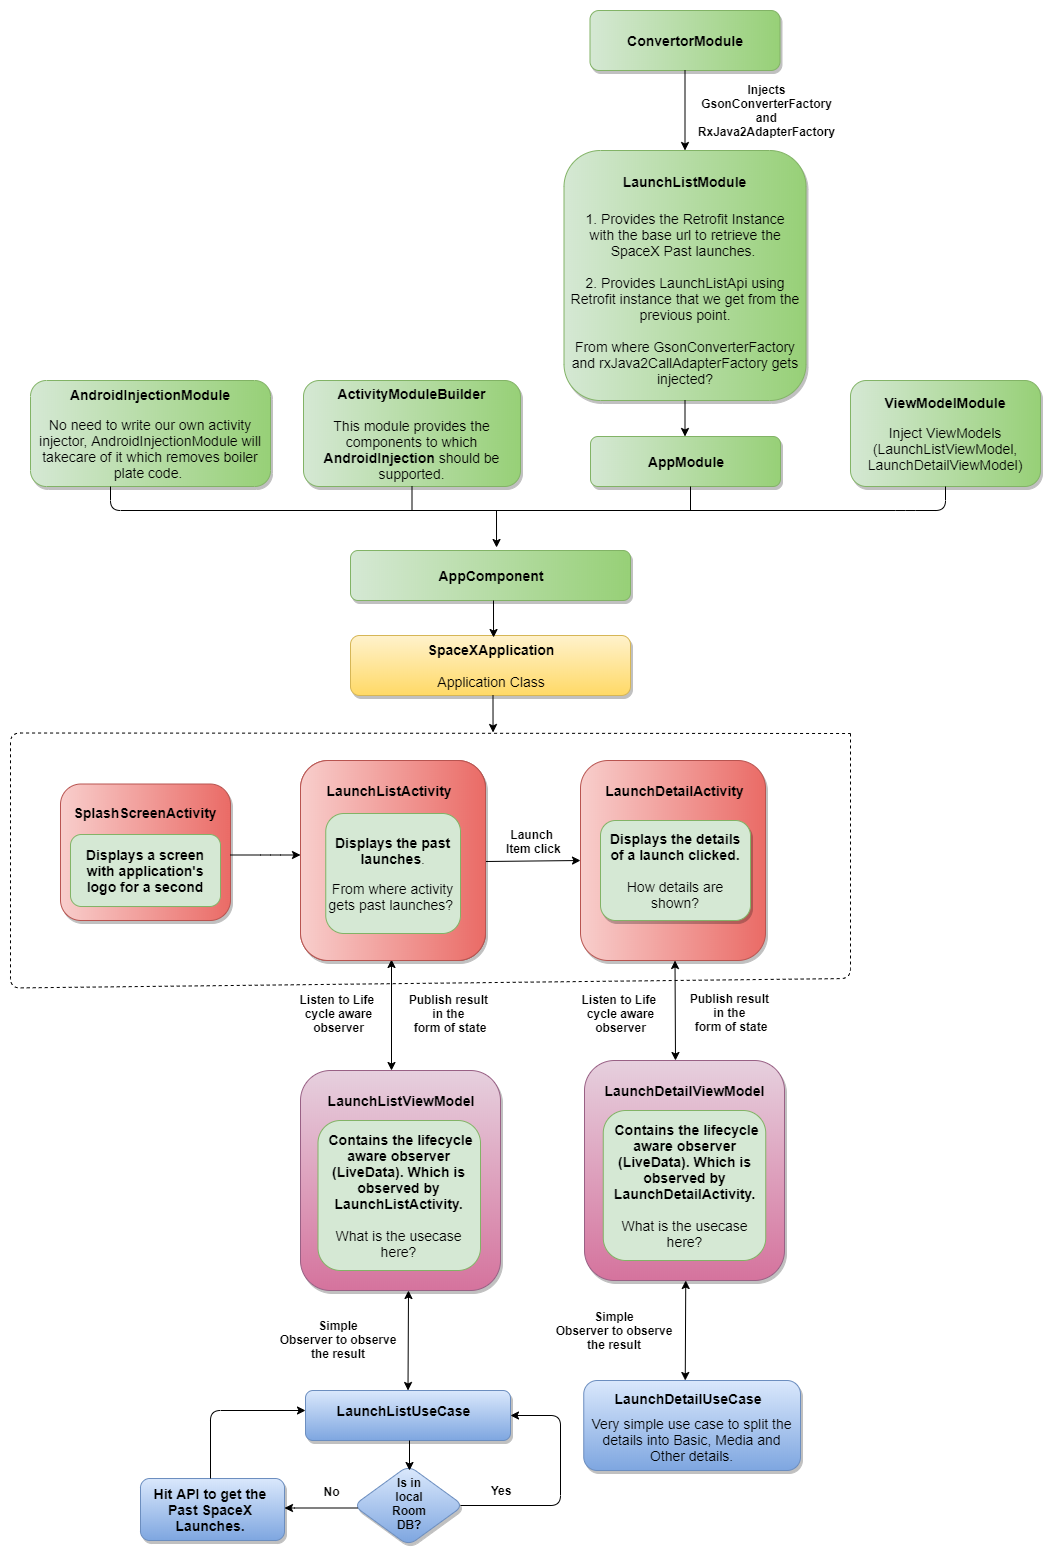 ConvertorModule
Injects
GsonConverterFactory
and
RxJava2AdapterFactory
LaunchListModule
1. Provides the Retrofit Instance
with the base url to retrieve the
SpaceX Past launches.
2. Provides LaunchListApi using
Retrofit instance that we get from the
previous point.
From where GsonConverterFactory
and rxJava2CallAdapterFactory gets
injected?
AndroidInjectionModule
No need to write our own activity
injector, AndroidInjectionModule will
takecare of it which removes boiler
plate code.
ActivityModuleBuilder
This module provides the
components to which
AndroidInjection should be
supported.
AppModule
ViewModelModule
Inject ViewModels
(LaunchListViewModel,
LaunchDetailViewModel)
AppComponent
SpaceXApplication
Application Class
SplashScreenActivity
Displays a screen
with application's
logo for a second
LaunchListActivity
Displays the past
launches.
From where activity
gets past launches?
Launch
Item click
LaunchDetailActivity
Displays the details
of a launch clicked.
How details are
shown?
Listen to Life
cycle aware
observer
Publish result
in the
form of state
Listen to Life
cycle aware
observer
Publish result
in the
form of state
LaunchListViewModel
Contains the lifecycle
aware observer
(LiveData). Which is
observed by
LaunchListActivity.
What is the usecase
here?
LaunchDetailViewModel
Contains the lifecycle
aware observer
(LiveData). Which is
observed by
LaunchDetailActivity.
What is the usecase
here?
Simple
Observer to observe
the result
Simple
Observer to observe
the result
LaunchListUseCase
LaunchDetailUseCase
Very simple use case to split the
details into Basic, Media and
Other details.
Hit API to get the
Past SpaceX
Launches.
No
Is in
local
Room
DB?
Yes